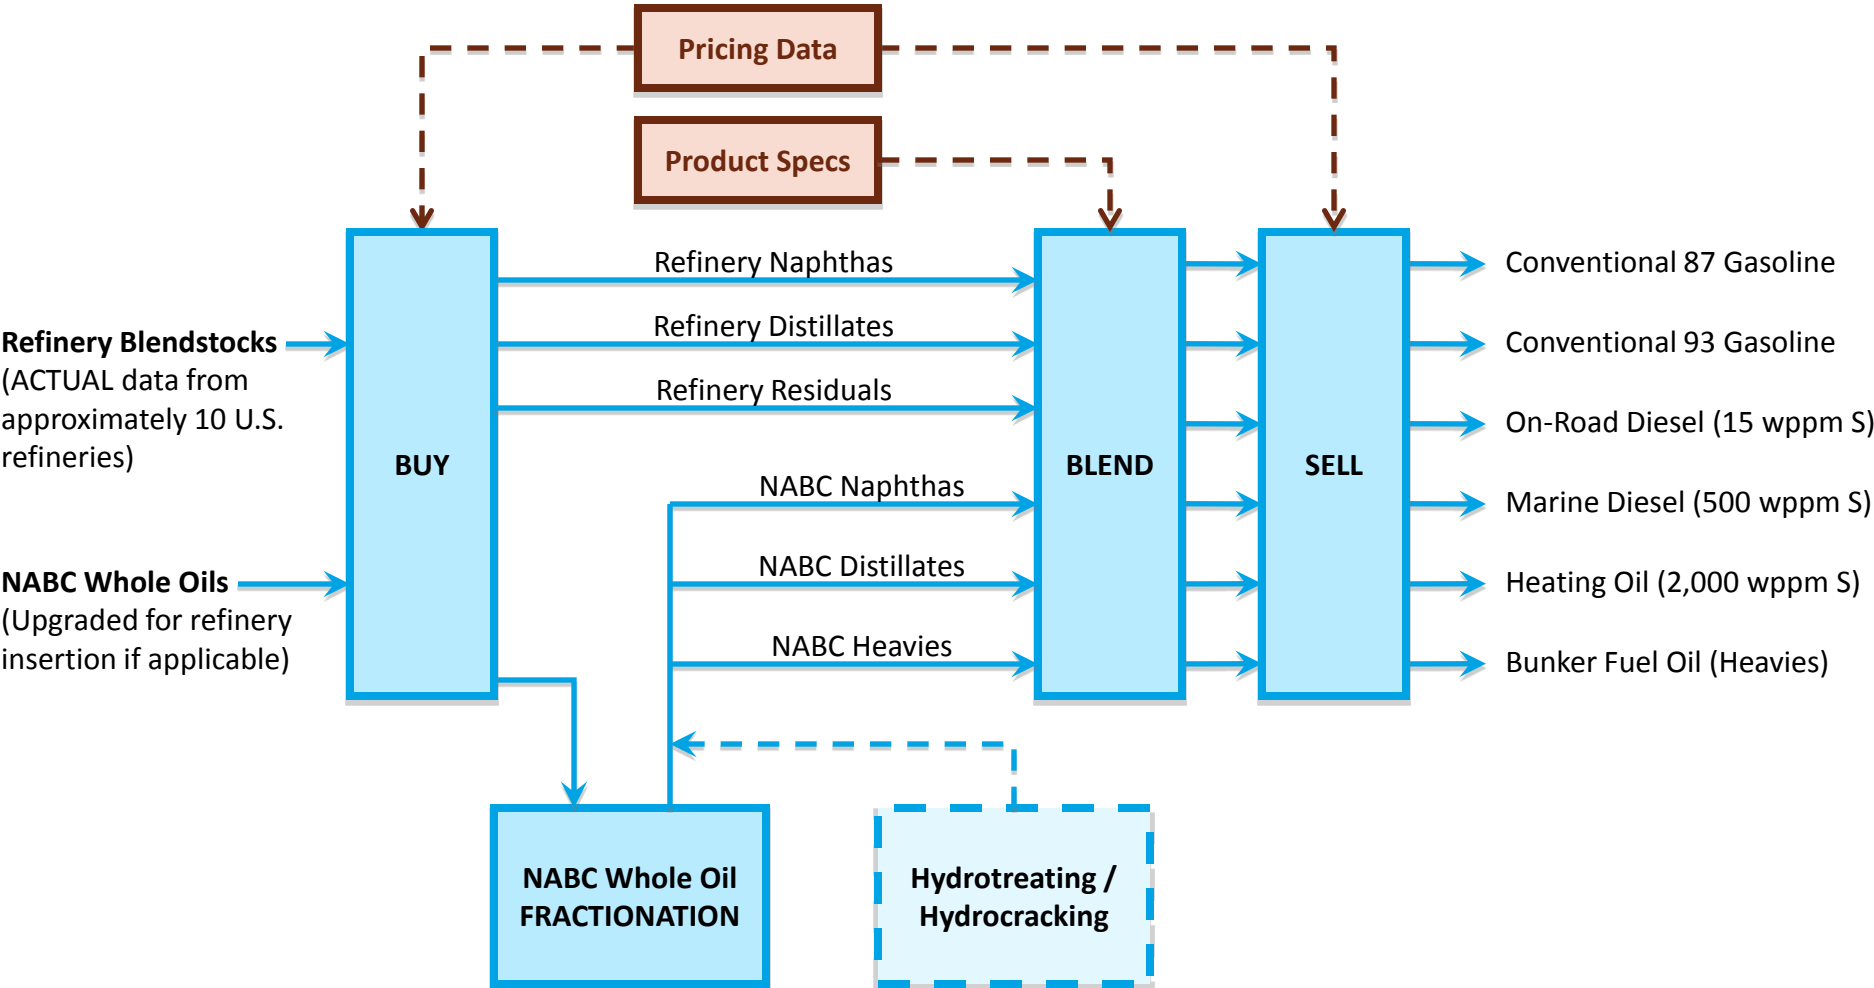 Pricing Data
Product Specs
Refinery Blendstocks
(ACTUAL data from
approximately 10 U.S.
refineries)
NABC Whole Oils
(Upgraded for refinery
insertion if applicable)
BUY
Refinery Naphthas
Refinery Distillates
Refinery Residuals
NABC Naphthas
NABC Distillates
NABC Heavies
BLEND
SELL
Conventional 87 Gasoline
Conventional 93 Gasoline
On-Road Diesel (15 wppm S)
Marine Diesel (500 wppm S)
Heating Oil (2,000 wppm S)
Bunker Fuel Oil (Heavies)
NABC Whole Oil
FRACTIONATION
Hydrotreating /
Hydrocracking